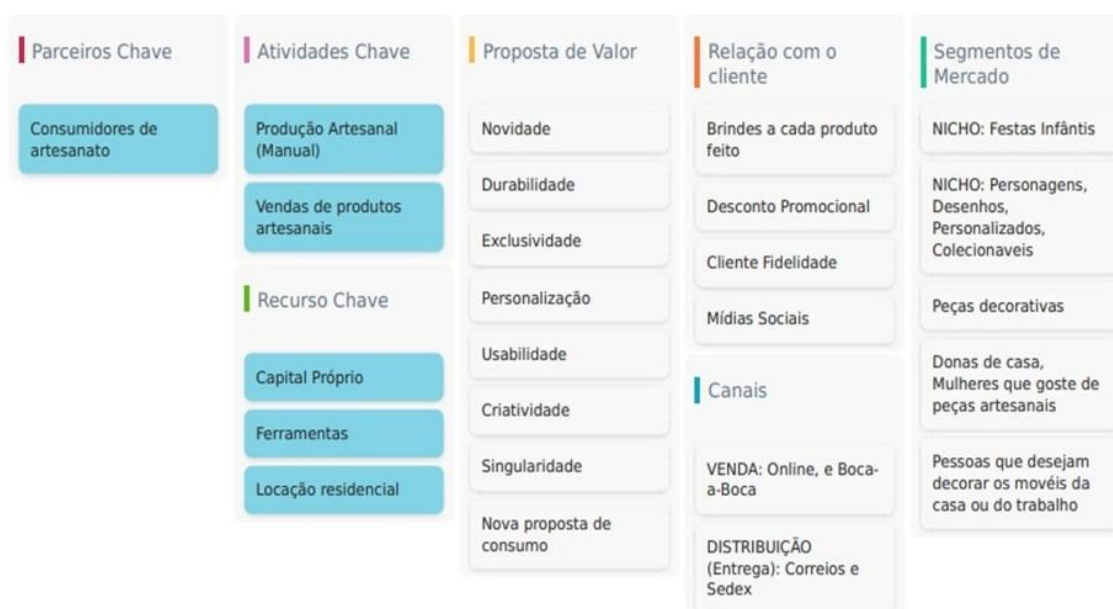 Parceiros Chave
Consumidores de
artesanato
Atividades Chave
Produção Artesanal
(Manual)
Vendas de produtos
artesanais
Recurso Chave
Capital Próprio
Ferramentas
Locação residencial
Proposta de Valor
Novidade
Durabilidade
Exclusividade
Personalização
Usabilidade
Criatividade
Singularidade
Nova proposta de
consumo
Relação com o
cliente
Brindes a cada produto
feito
Desconto Promocional
Cliente Fidelidade
Mídias Sociais
Canais
VENDA: Online, e Boca-
a-Boca
DISTRIBUIÇÃO
(Entrega): Correios e
Sedex
Segmentos de
Mercado
NICHO: Festas Infântis
NICHO: Personagens,
Desenhos,
Personalizados,
Colecionaveis
Peças decorativas
Donas de casa,
Mulheres que goste de
peças artesanais
Pessoas que desejam
decorar os movéis da
casa ou do trabalho